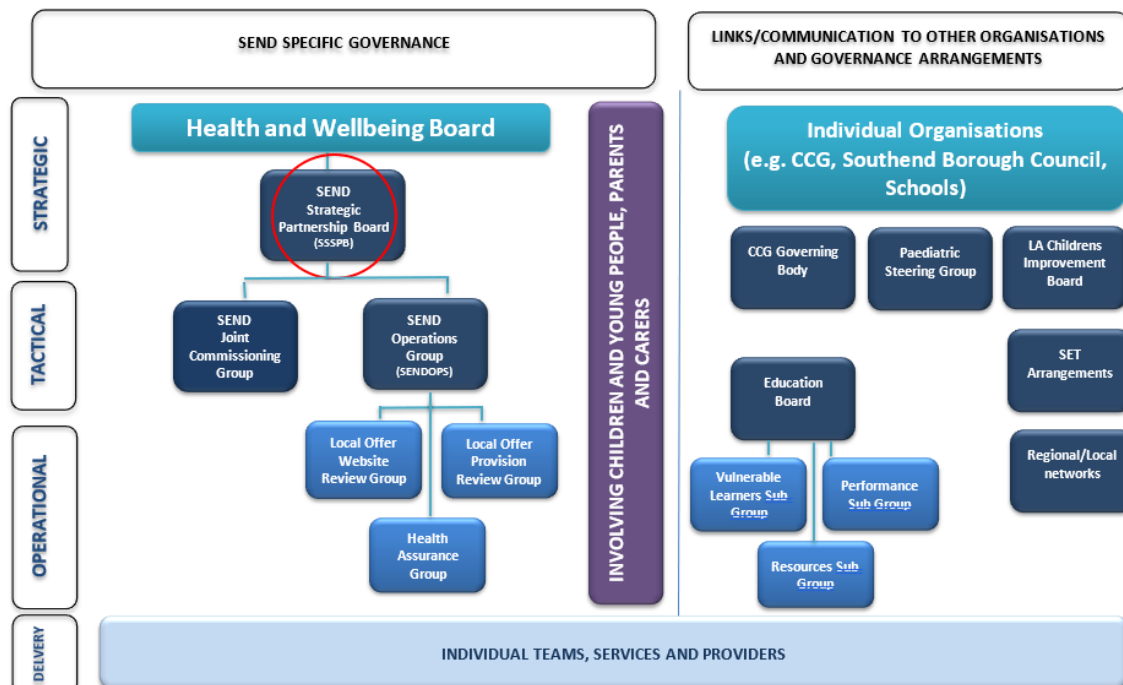 SEND SPECIFIC GOVERNANCE
LINKS/COMMUNICATION TO OTHER ORGANISATIONS
AND GOVERNANCE ARRANGEMENTS
STRATEGIC
Health and Wellbeing Board
SEND
Strategic
Partnership Board
(SSSPB)
TACTICAL
SEND
Joint
Commissioning
Group
SEND
Operations
Group
(SENDOPS)
OPERATIONAL
Local Offer
Website
Review Group
Local Offer
Provision
Review Group
Health
Assurance
Group
INVOLVING CHILDREN AND YOUNG PEOPLE, PARENTS
AND CARERS
Individual Organisations
(e.g. CCG, Southend Borough Council,
Schools)
CCG Governing
Body
Paediatric
Steering Group
LA Childrens
Improvement
Board
SET
Arrangements
Education
Board
Regional/Local
networks
Vulnerable
Learners Sub
Group
Performance
Sub Group
Resources Sub
Group
DELVERY
INDIVIDUAL TEAMS, SERVICES AND PROVIDERS